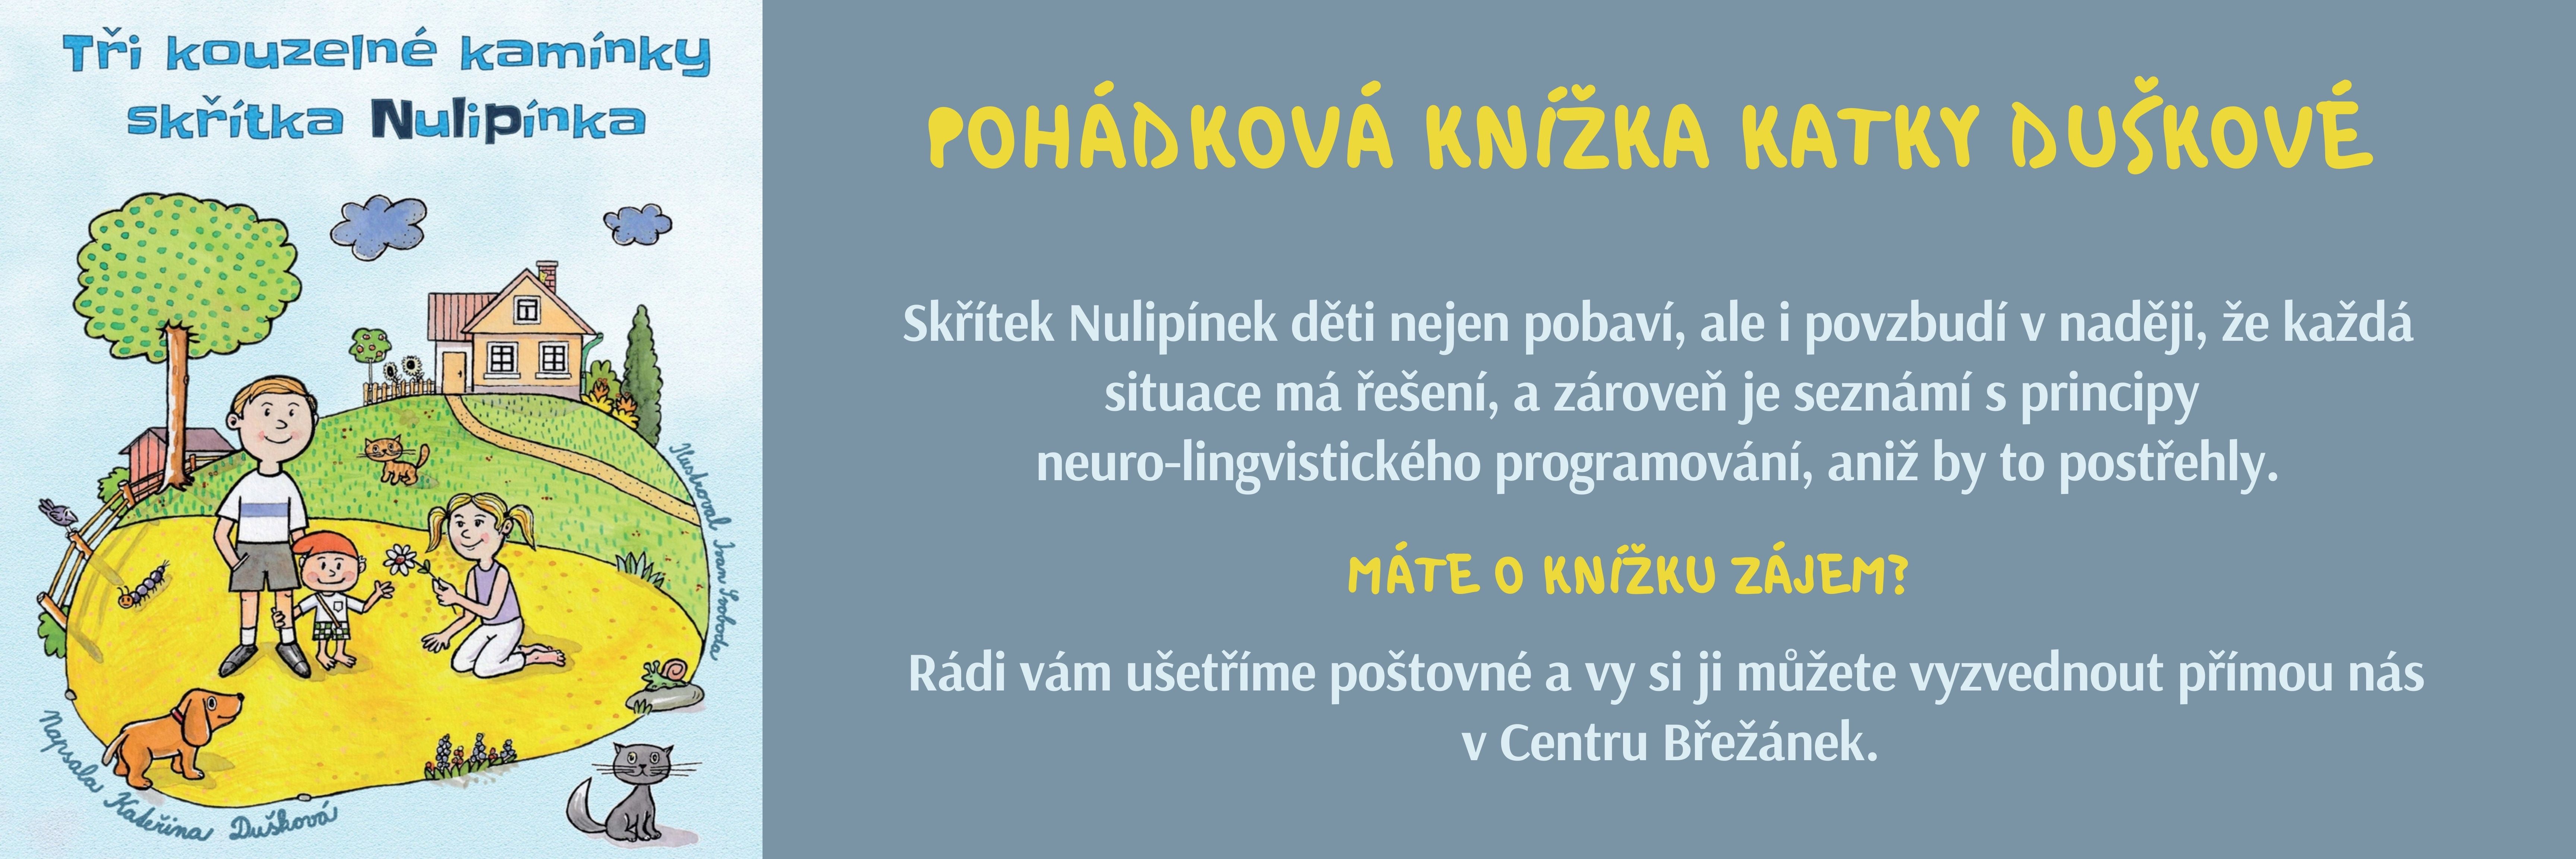 Tři kouzelné kamínky
skřítka Nulipínka
Ilustroval Ivan Svoboda
Napsala Kateřina Dušková
POHÁDKOVÁ KNÍŽKA KATKY DUŠKOVÉ
Skřítek Nulipínek děti nejen pobaví, ale i povzbudí v naději, že každá
situace má řešení, a zároveň je seznámí s principy
neuro-lingvistického programování, aniž by to postřehly.
MÁTE O KNÍŽKU ZÁJEM?
Rádi vám ušetříme poštovné a vy si ji můžete vyzvednout přímou nás
v Centru Břežánek.